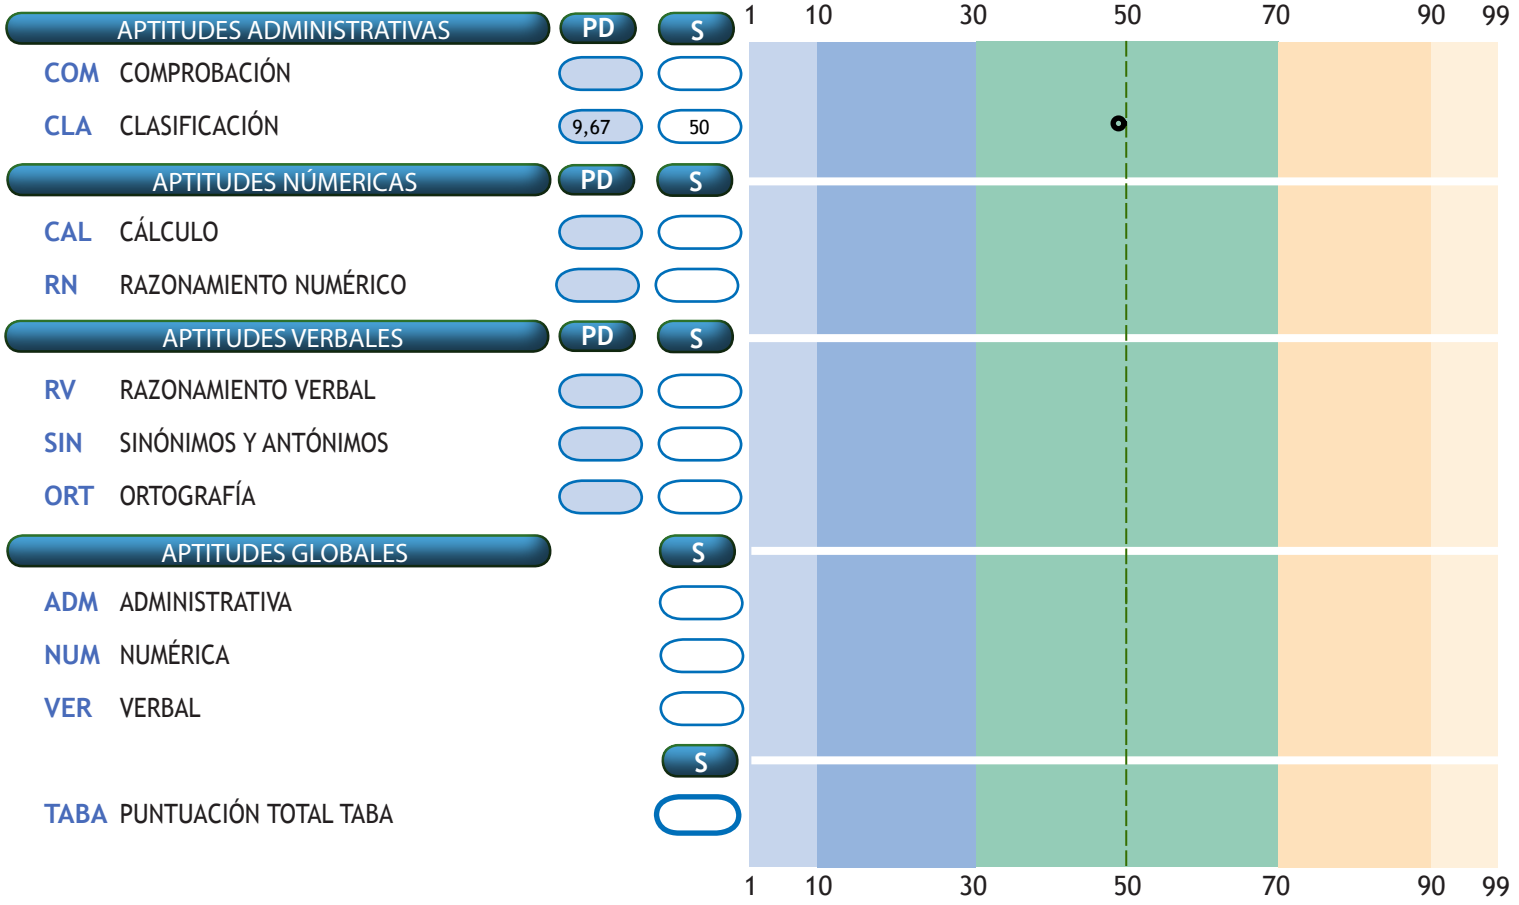 1 10 30 50 70 90 99
APTITUDES ADMINISTRATIVAS PD S
COM COMPROBACIÓN
CLA CLASIFICACIÓN 9,67 50
APTITUDES NÚMERICAS PD S
CAL CÁLCULO
RN RAZONAMIENTO NUMÉRICO
APTITUDES VERBALES PD S
RV RAZONAMIENTO VERBAL
SIN SINÓNIMOS Y ANTÓNIMOS
ORT ORTOGRAFÍA
APTITUDES GLOBALES S
ADM ADMINISTRATIVA
NUM NUMÉRICA
VER VERBAL
S
TABA PUNTUACIÓN TOTAL TABA
1 10 30 50 70 90 99